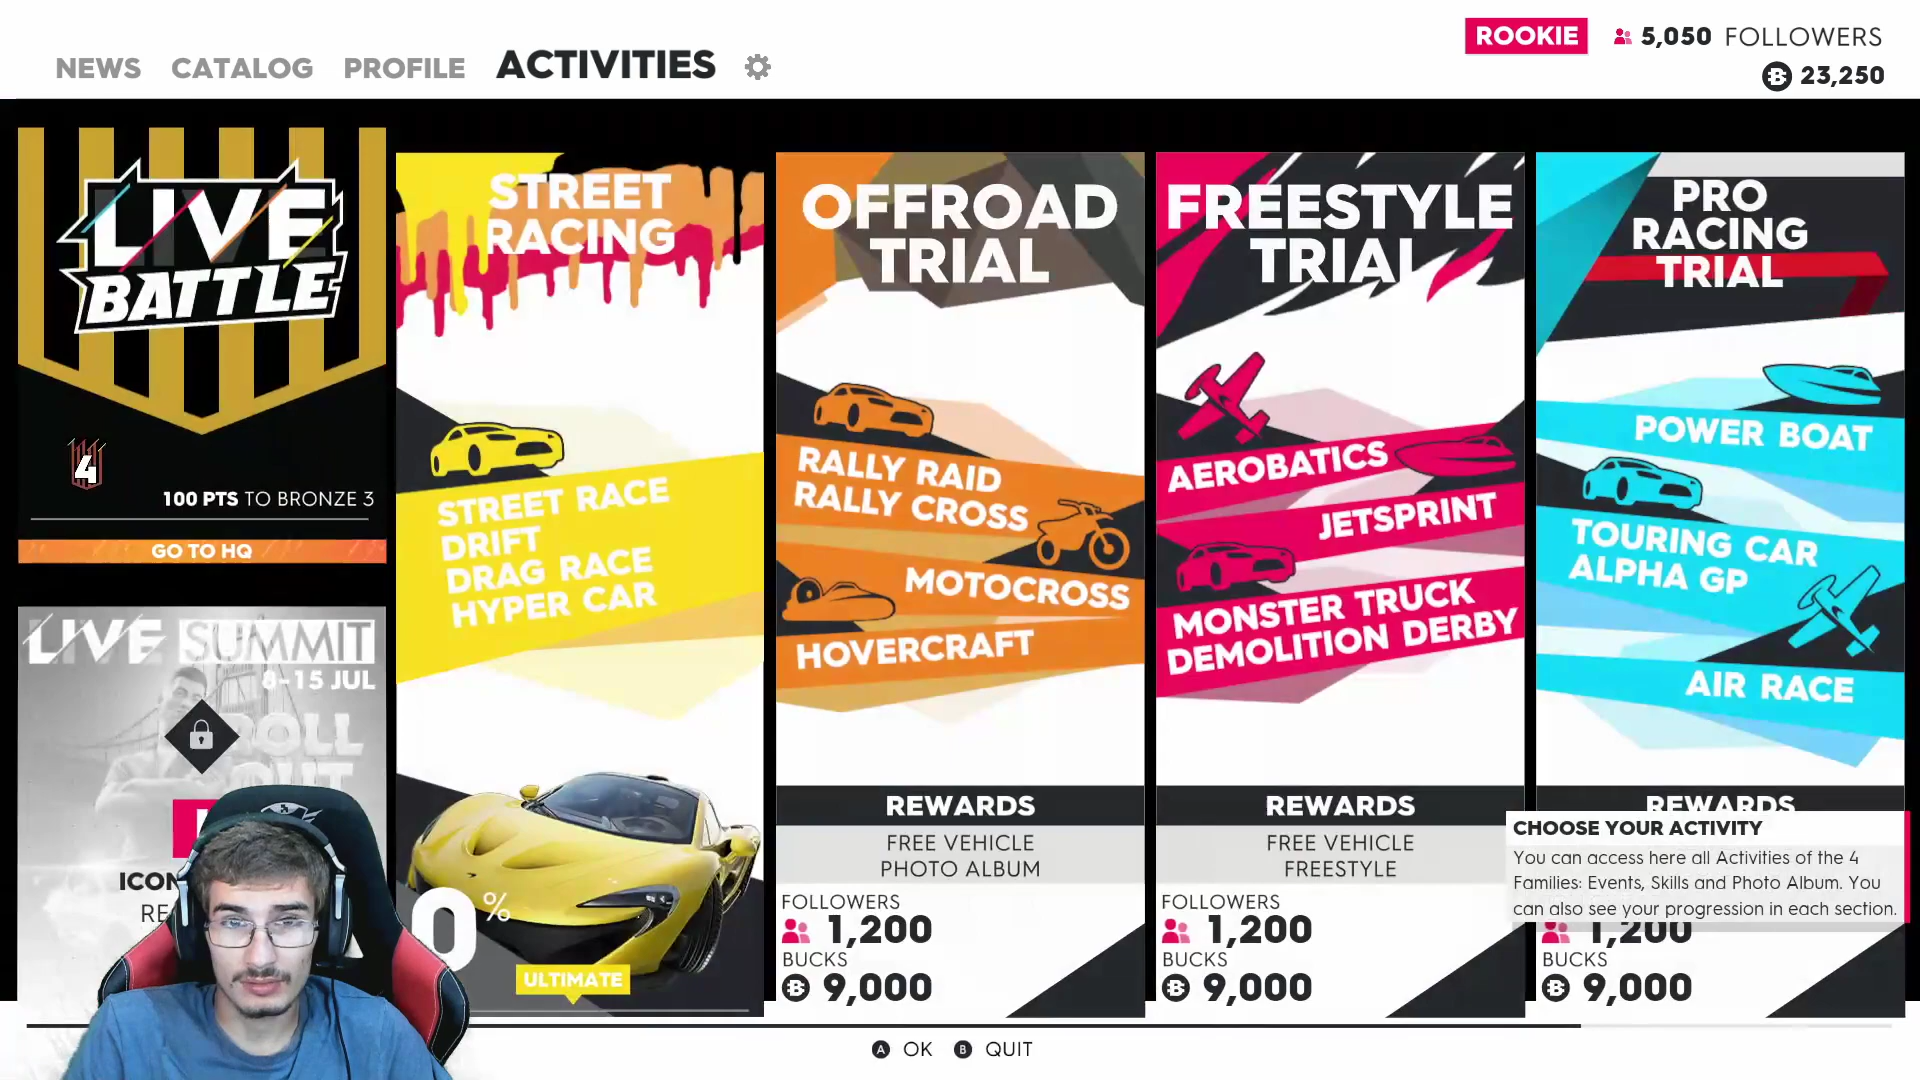 NEWS CATALOG PROFILE ACTIVITIES
ROOKIE 5,050 FOLLOWERS
23,250
LIVE
BATTLE
4
100 PTS TO BRONZE 3
GO TO HQ
LIVE SUMMIT
8-15 JUL
ROLL
OUT
STREET
RACING
STREET RACE
DRIFT
DRAG RACE
HYPER CAR
0%
ULTIMATE
OFFROAD
TRIAL
RALLY RAID
RALLY CROSS
MOTOCROSS
HOVERCRAFT
REWARDS
FREE VEHICLE
PHOTO ALBUM
FOLLOWERS
1,200
BUCKS
9,000
FREESTYLE
TRIAL
AEROBATICS
JETSPRINT
MONSTER TRUCK
DEMOLITION DERBY
REWARDS
FREE VEHICLE
FREESTYLE
FOLLOWERS
1,200
BUCKS
9,000
PRO
RACING
TRIAL
POWER BOAT
TOURING CAR
ALPHA GP
AIR RACE
REWARDS
CHOOSE YOUR ACTIVITY
You can access here all Activities of the 4
Families: Events, Skills and Photo Album. You
can also see your progression in each section.
1,200
BUCKS
9,000
A OK B QUIT